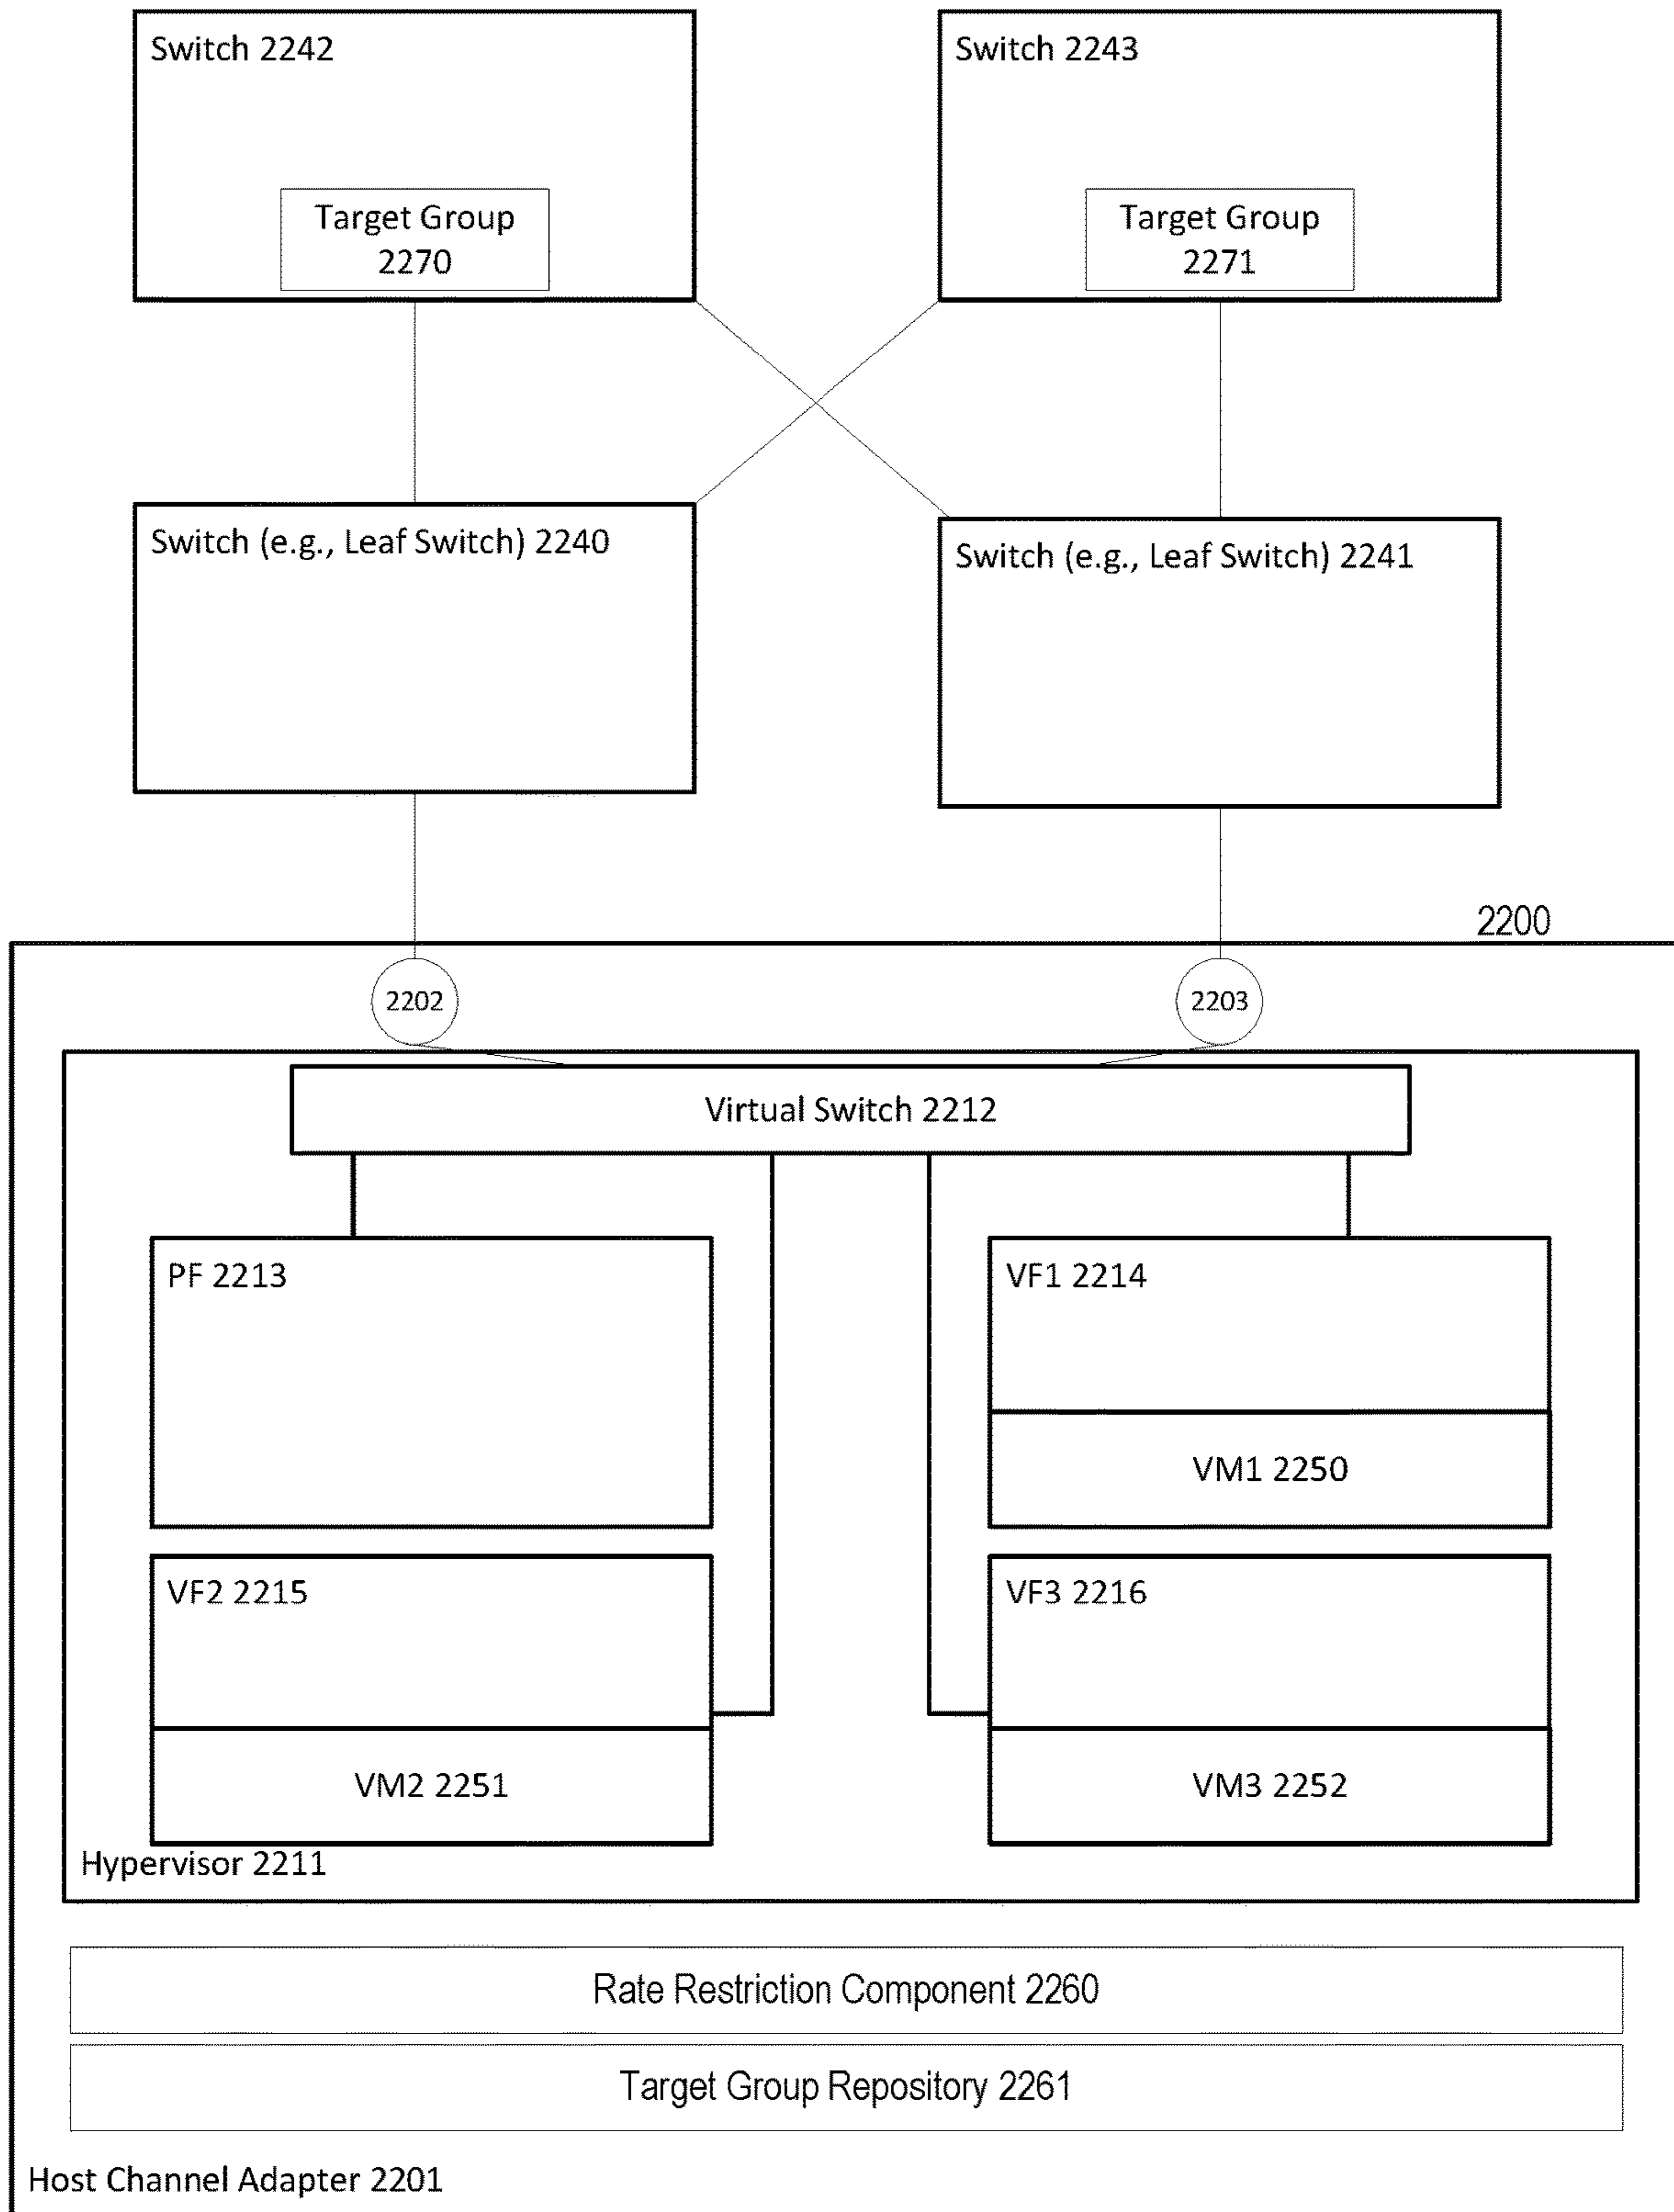 Switch 2242
Switch 2243
Target Group
2270
Target Group
2271
Switch (e.g., Leaf Switch) 2240
Switch (e.g., Leaf Switch) 2241
2200
2202
2203
Virtual Switch 2212
PF 2213
VF1 2214
VM1 2250
VF2 2215
VF3 2216
VM2 2251
VM3 2252
Hypervisor 2211
Rate Restriction Component 2260
Target Group Repository 2261
Host Channel Adapter 2201